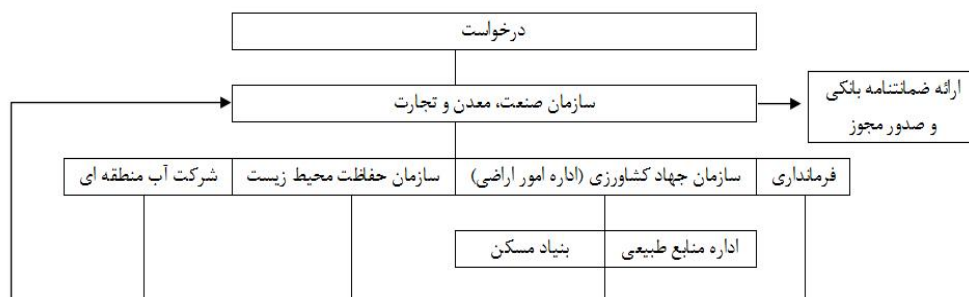 درخواست
سازمان صنعت، معدن و تجارت
ارائه ضمانتنامه بانکی
و صدور مجوز
فرمانداری
سازمان جهاد کشاورزی (اداره امور اراضی)
سازمان حفاظت محیط زیست
شرکت آب منطقه ای
اداره منابع طبیعی
بنیاد مسکن